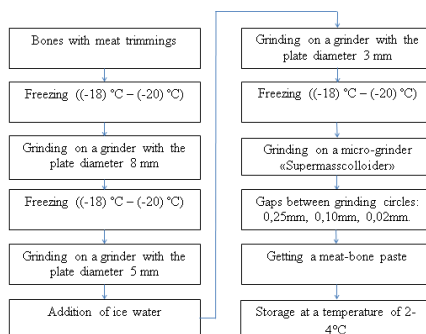 Bones with meat trimmings
Freezing ((-18) °C – (-20) °C)
Grinding on a grinder with the
plate diameter 8 mm
Freezing ((-18) °C – (-20) °C)
Grinding on a grinder with the
plate diameter 5 mm
Addition of ice water
Grinding on a grinder with the
plate diameter 3 mm
Freezing ((-18) °C – (-20) °C)
Grinding on a micro-grinder
«Supermasscolloider»
Gaps between grinding circles:
0,25mm, 0,10mm, 0,02mm.
Getting a meat-bone paste
Storage at a temperature of 2-
4°C